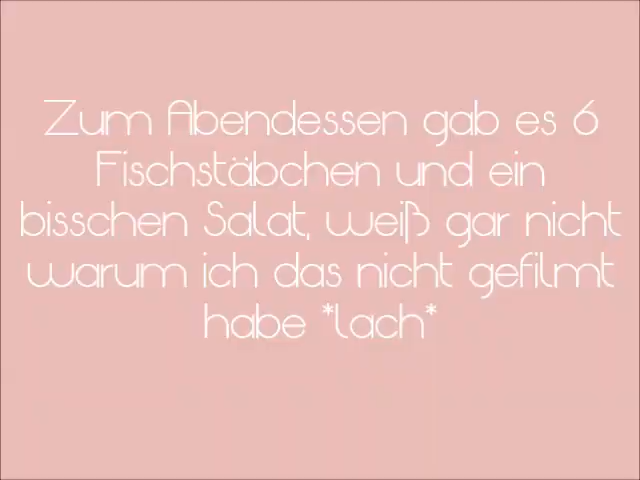 Zum Abendessen gab es 6
Fischstäbchen und ein
bisschen Salat, weiß gar nicht
warum ich das nicht gefilmt
habe *lach*